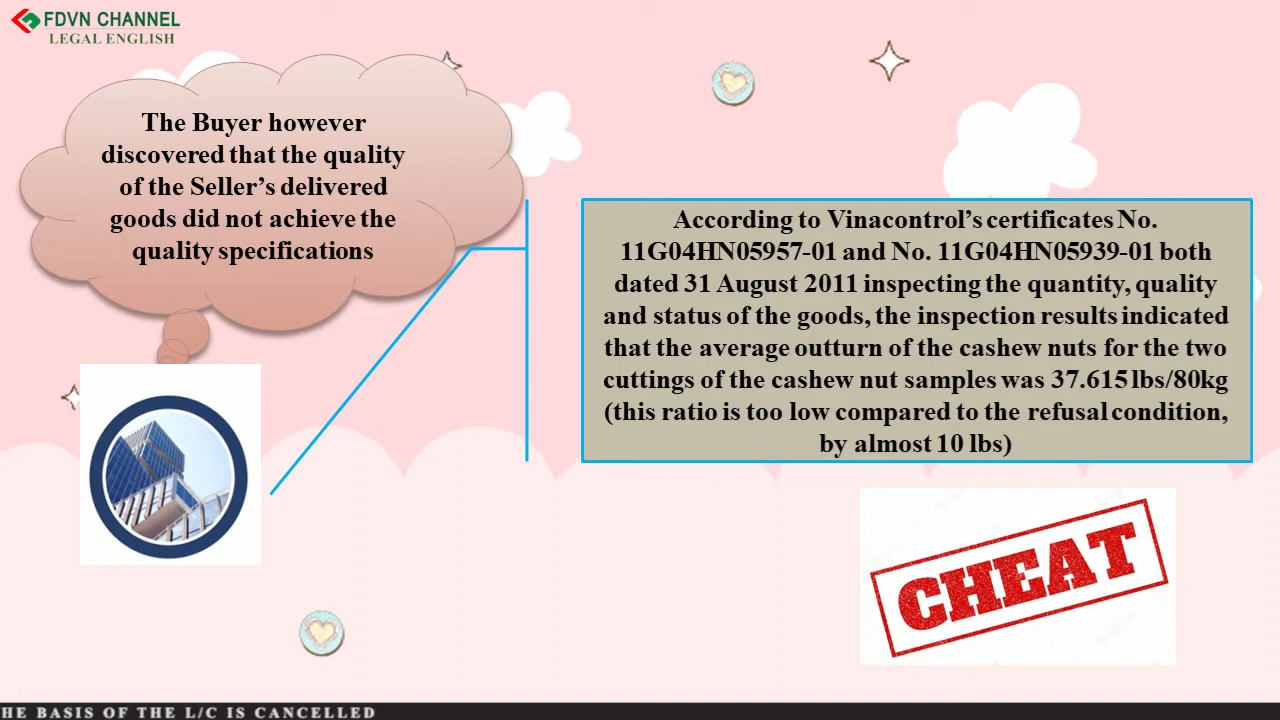 FDVN CHANNEL
LEGAL ENGLISH
The Buyer however
discovered that the quality
of the Seller’s delivered
goods did not achieve the
quality specifications
According to Vinacontrol’s certificates No.
11G04HN05957-01 and No. 11G04HN05939-01 both
dated 31 August 2011 inspecting the quantity, quality
and status of the goods, the inspection results indicated
that the average outturn of the cashew nuts for the two
cuttings of the cashew nut samples was 37.615 lbs/80kg
(this ratio is too low compared to the refusal condition,
by almost 10 lbs)
CHEAT
HE BASIS OF THE L/C IS CANCELLED